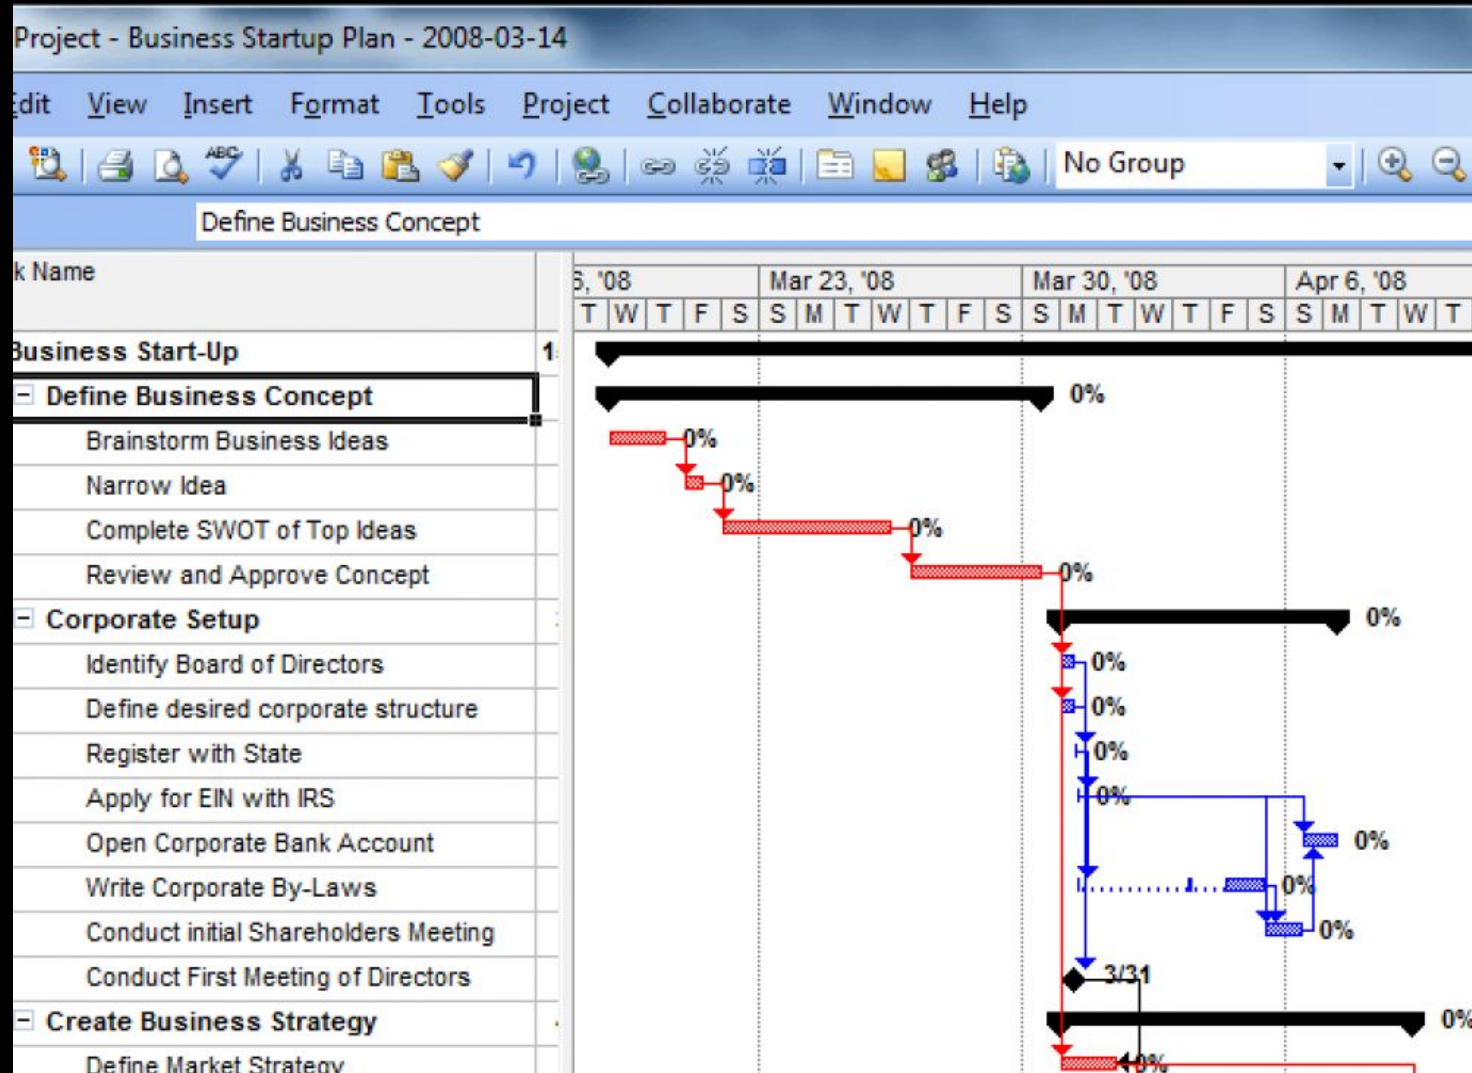 Project - Business Startup Plan - 2008-03-14
Edit View Insert Format Tools Project Collaborate Window Help
ABC No Group
Define Business Concept
k Name
6, '08 Mar 23, '08 Mar 30, '08 Apr 6, '08
T W T F S S M T W T F S S M T W T F S S M T W T
Business Start-Up 1
Define Business Concept 0%
Brainstorm Business Ideas 0%
Narrow Idea 0%
Complete SWOT of Top Ideas 0%
Review and Approve Concept 0%
Corporate Setup 0%
Identify Board of Directors 0%
Define desired corporate structure 0%
Register with State 0%
Apply for EIN with IRS 0%
Open Corporate Bank Account 0%
Write Corporate By-Laws 0%
Conduct initial Shareholders Meeting 0%
Conduct First Meeting of Directors 3/31
Create Business Strategy 0%
Define Market Strategy 0%